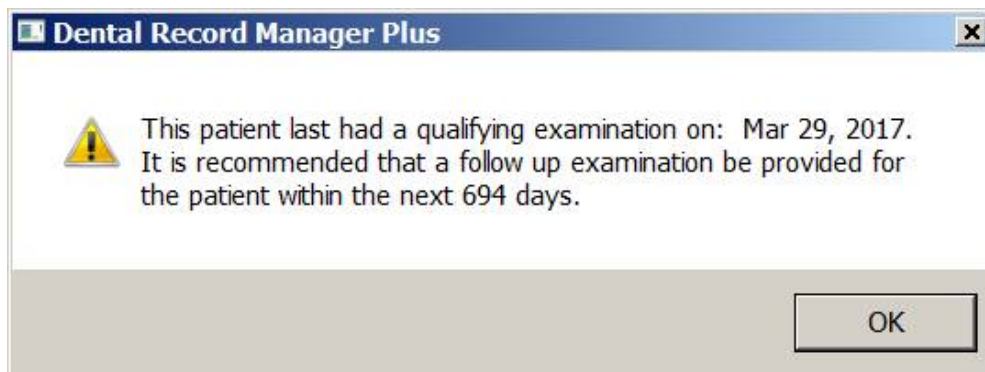 Dental Record Manager Plus
This patient last had a qualifying examination on:  Mar 29, 2017.
It is recommended that a follow up examination be provided for
the patient within the next 694 days.
OK